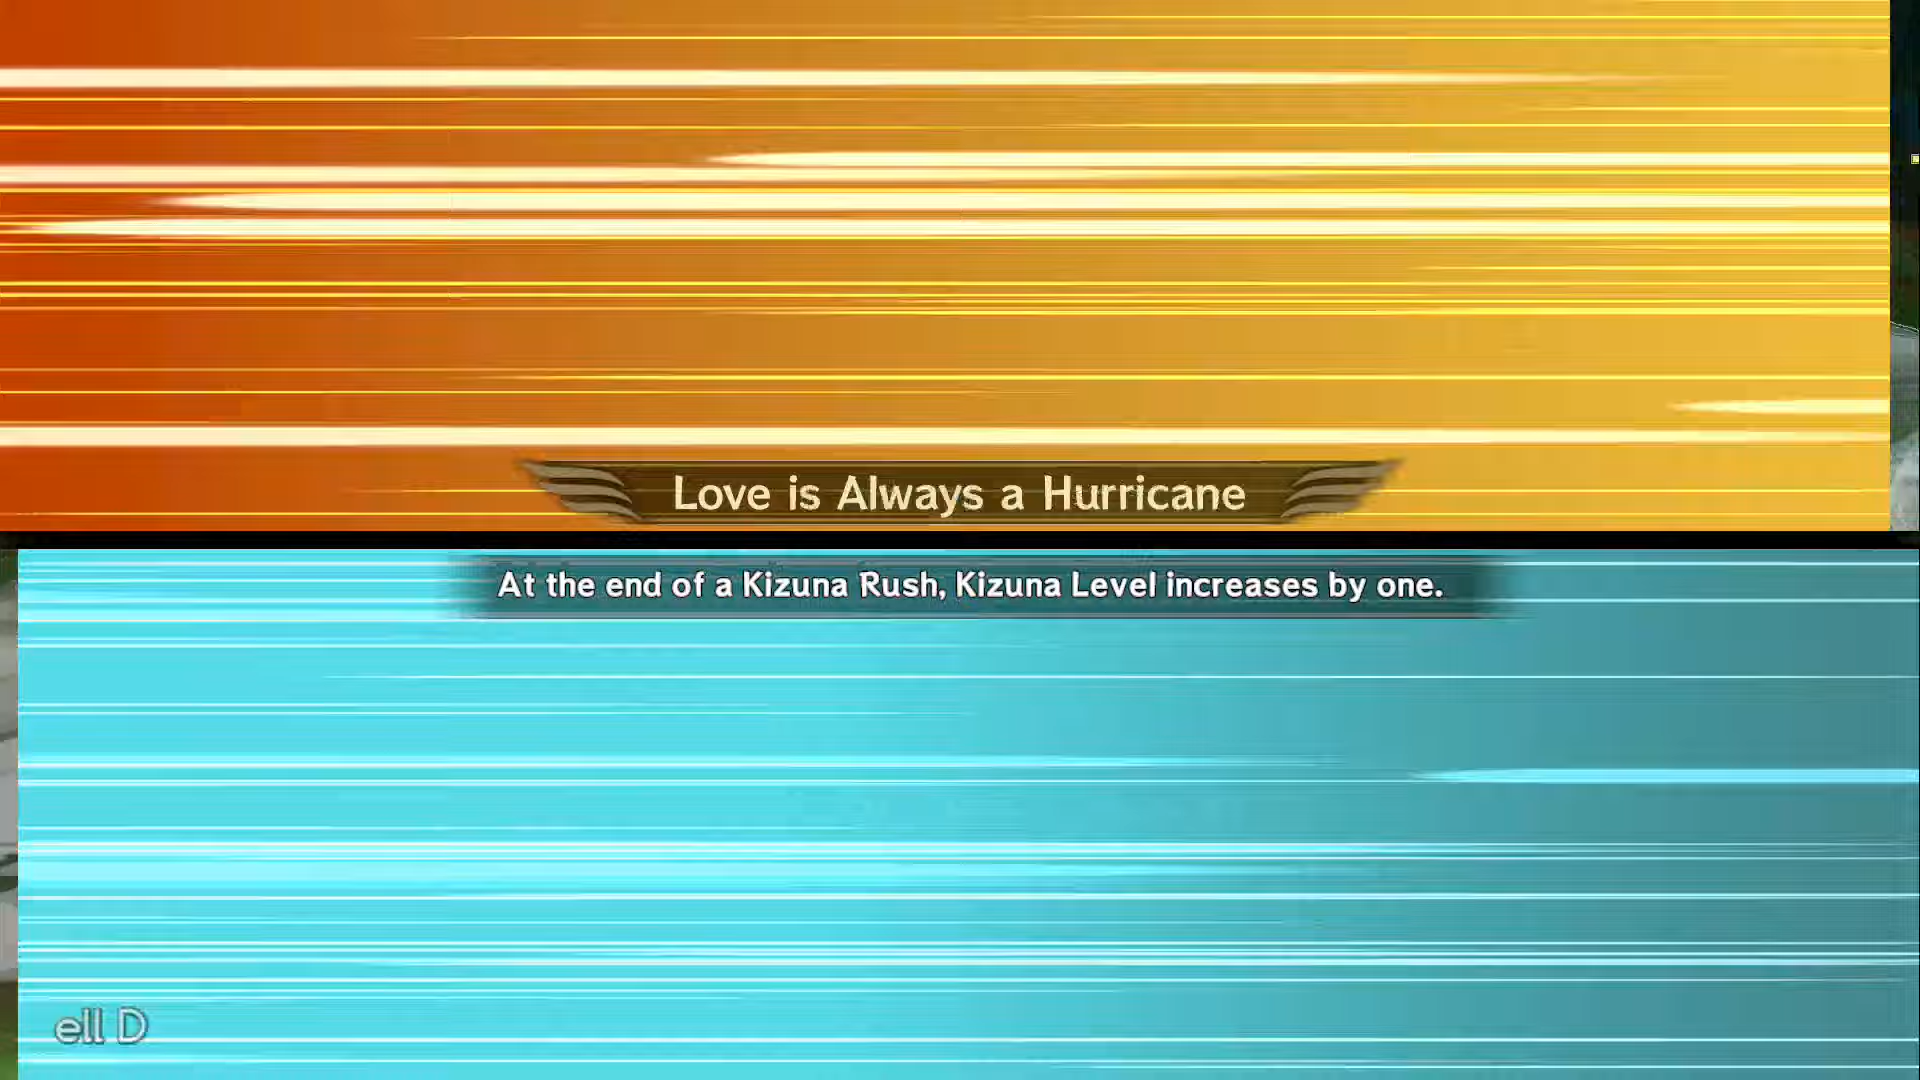 Love is Always a Hurricane
At the end of a Kizuna Rush, Kizuna Level increases by one.
ell D